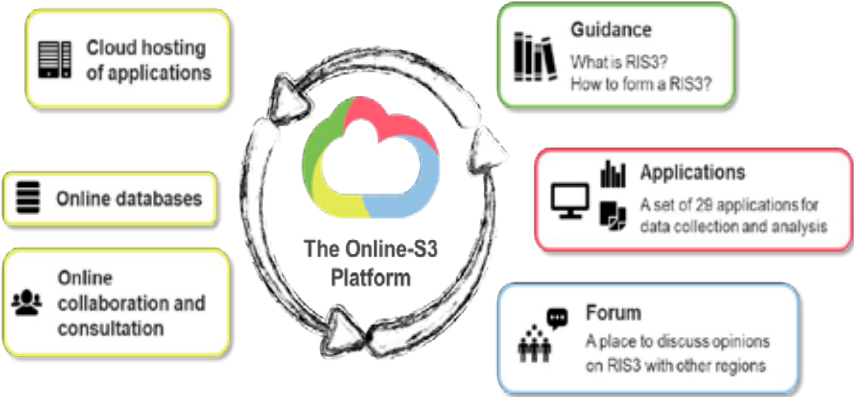 Cloud hosting
of applications
Online databases
Online
collaboration and
consultation
The Online-S3
Platform
Guidance
What is RIS3?
How to form a RIS3?
Applications
A set of 29 applications for
data collection and analysis
Forum
A place to discuss opinions
on RIS3 with other regions